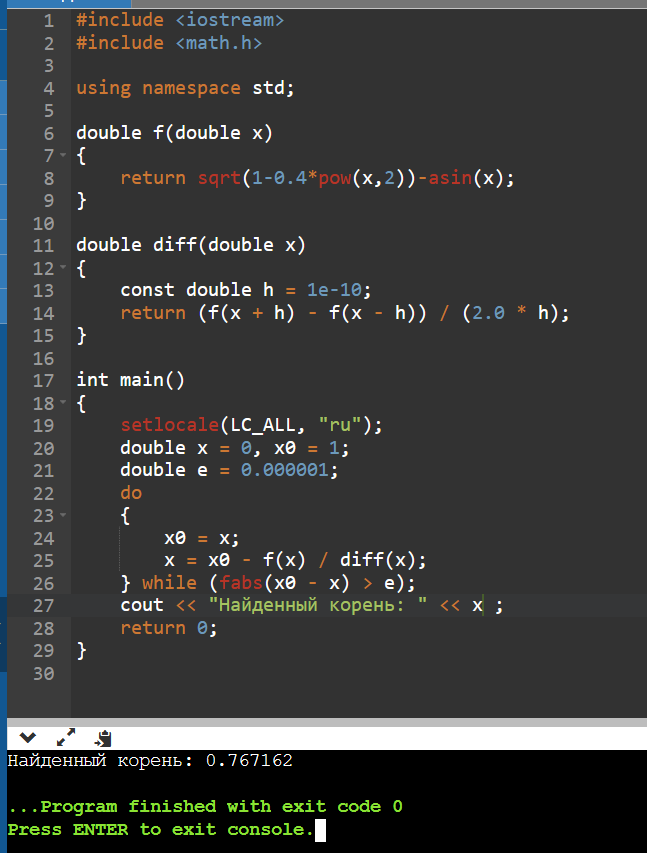 1 #include <iostream>
2 #include <math.h>
3
4 using namespace std;
5
6 double f(double x)
7 {
8 return sqrt(1-0.4*pow(x,2))-asin(x);
9 }
10
11 double diff(double x)
12 {
13 const double h = 1e-10;
14 return (f(x + h) - f(x - h)) / (2.0 * h);
15 }
16
17 int main()
18 {
19 setlocale(LC_ALL, "ru");
20 double x = 0, x0 = 1;
21 double e = 0.000001;
22 do
23 {
24 x0 = x;
25 x = x0 - f(x) / diff(x);
26 } while (fabs(x0 - x) > e);
27 cout << "Найденный корень: " << x ;
28 return 0;
29 }
30
Найденный корень: 0.767162
...Program finished with exit code 0
Press ENTER to exit console.